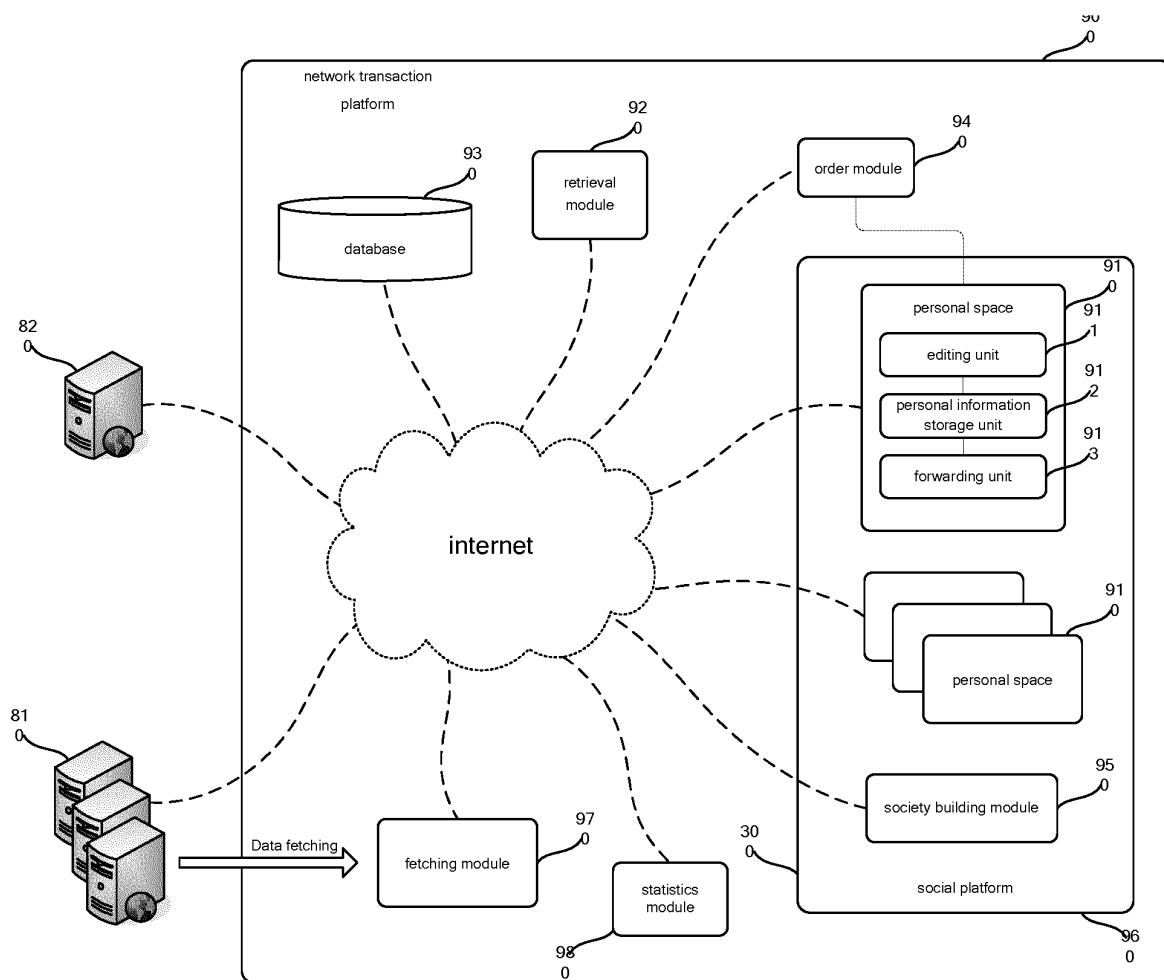 90
0
network transaction
platform
92
0
94
0
93
0
retrieval
module
order module
database
91
0
personal space
91
1
editing unit
82
0
91
2
personal information
storage unit
91
3
forwarding unit
internet
91
0
personal space
81
0
95
0
society building module
97
0
30
0
Data fetching
fetching module
statistics
module
social platform
98
0
96
0